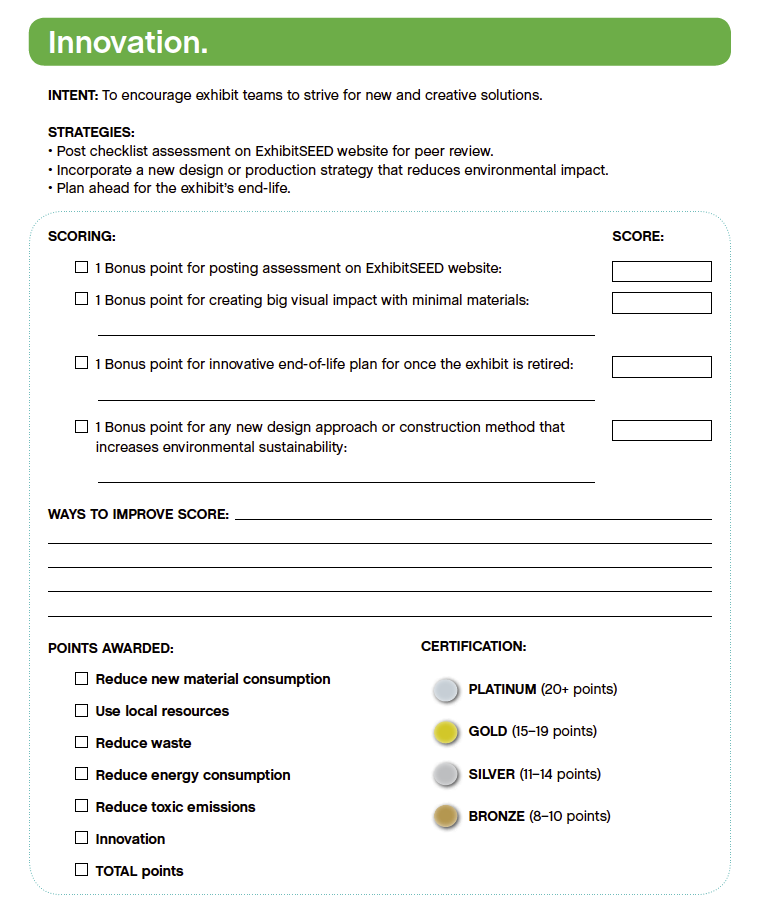 Innovation.
INTENT: To encourage exhibit teams to strive for new and creative solutions.
STRATEGIES:
• Post checklist assessment on ExhibitSEED website for peer review.
• Incorporate a new design or production strategy that reduces environmental impact.
• Plan ahead for the exhibit's end-life.
SCORING: SCORE:
1 Bonus point for posting assessment on ExhibitSEED website:
1 Bonus point for creating big visual impact with minimal materials:
1 Bonus point for innovative end-of-life plan for once the exhibit is retired:
1 Bonus point for any new design approach or construction method that
increases environmental sustainability:
WAYS TO IMPROVE SCORE:
POINTS AWARDED:
Reduce new material consumption
Use local resources
Reduce waste
Reduce energy consumption
Reduce toxic emissions
Innovation
TOTAL points
CERTIFICATION:
PLATINUM (20+ points)
GOLD (15–19 points)
SILVER (11–14 points)
BRONZE (8–10 points)